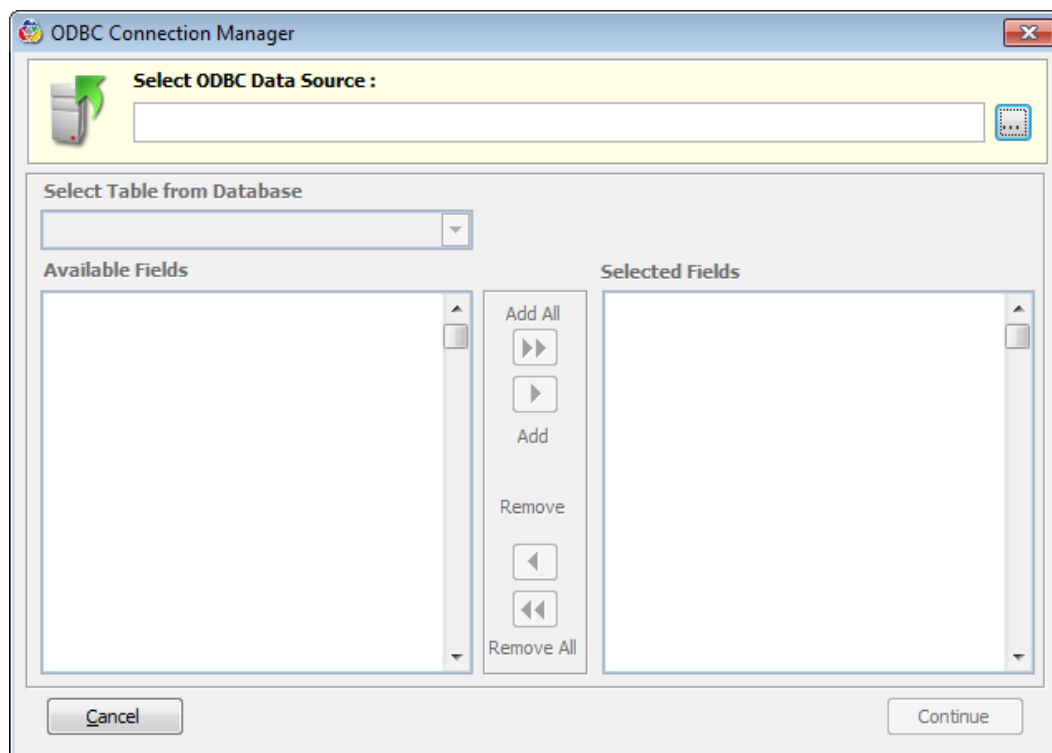 ODBC Connection Manager
Select ODBC Data Source :
...
Select Table from Database
Available Fields
Selected Fields
Add All
Add
Remove
Remove All
Cancel
Continue